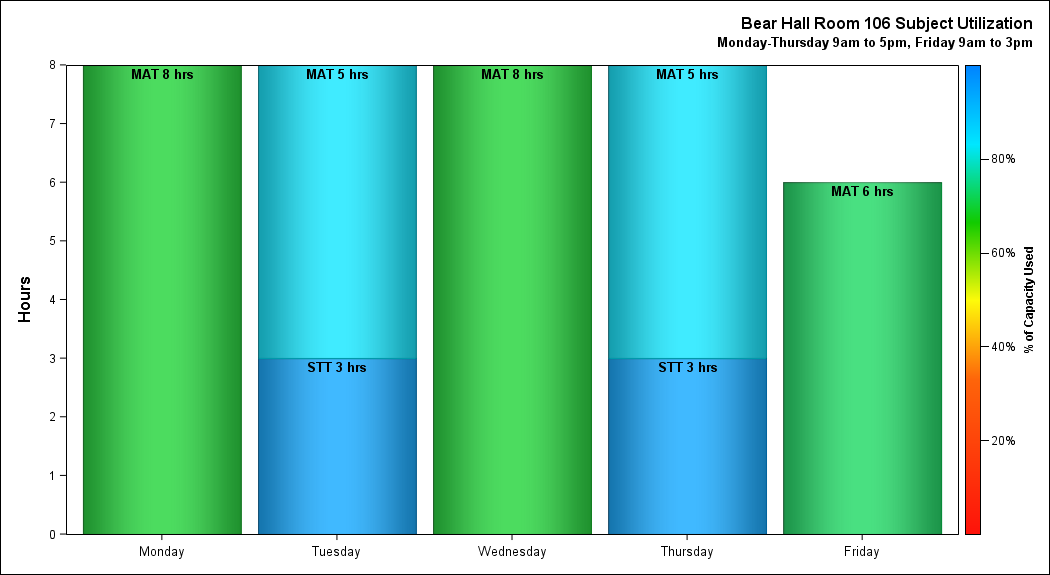 Bear Hall Room 106 Subject Utilization
Monday-Thursday 9am to 5pm, Friday 9am to 3pm
Hours
8
7
6
5
4
3
2
1
0
MAT 8 hrs
MAT 5 hrs
MAT 8 hrs
MAT 5 hrs
MAT 6 hrs
STT 3 hrs
STT 3 hrs
Monday
Tuesday
Wednesday
Thursday
Friday
80%
60%
40%
20%
% of Capacity Used